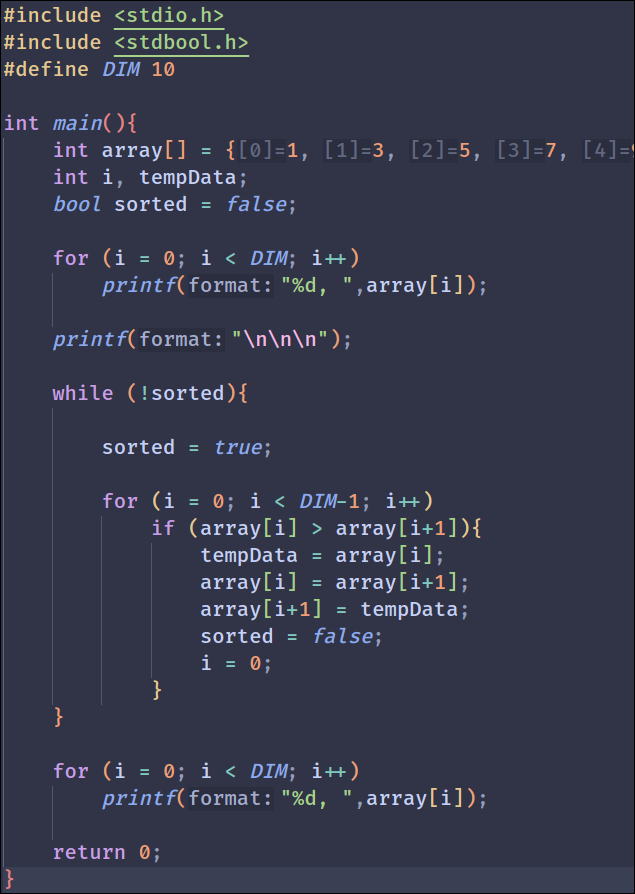 #include <stdio.h>
#include <stdbool.h>
#define DIM 10
int main(){
int array[] = {[0]=1, [1]=3, [2]=5, [3]=7, [4]=
int i, tempData;
bool sorted = false;
for (i = 0; i < DIM; i++)
printf(format: "%d, ",array[i]);
printf(format: "\n\n\n");
while (!sorted){
sorted = true;
for (i = 0; i < DIM-1; i++)
if (array[i] > array[i+1]){
tempData = array[i];
array[i] = array[i+1];
array[i+1] = tempData;
sorted = false;
i = 0;
}
}
for (i = 0; i < DIM; i++)
printf(format: "%d, ",array[i]);
return 0;
}